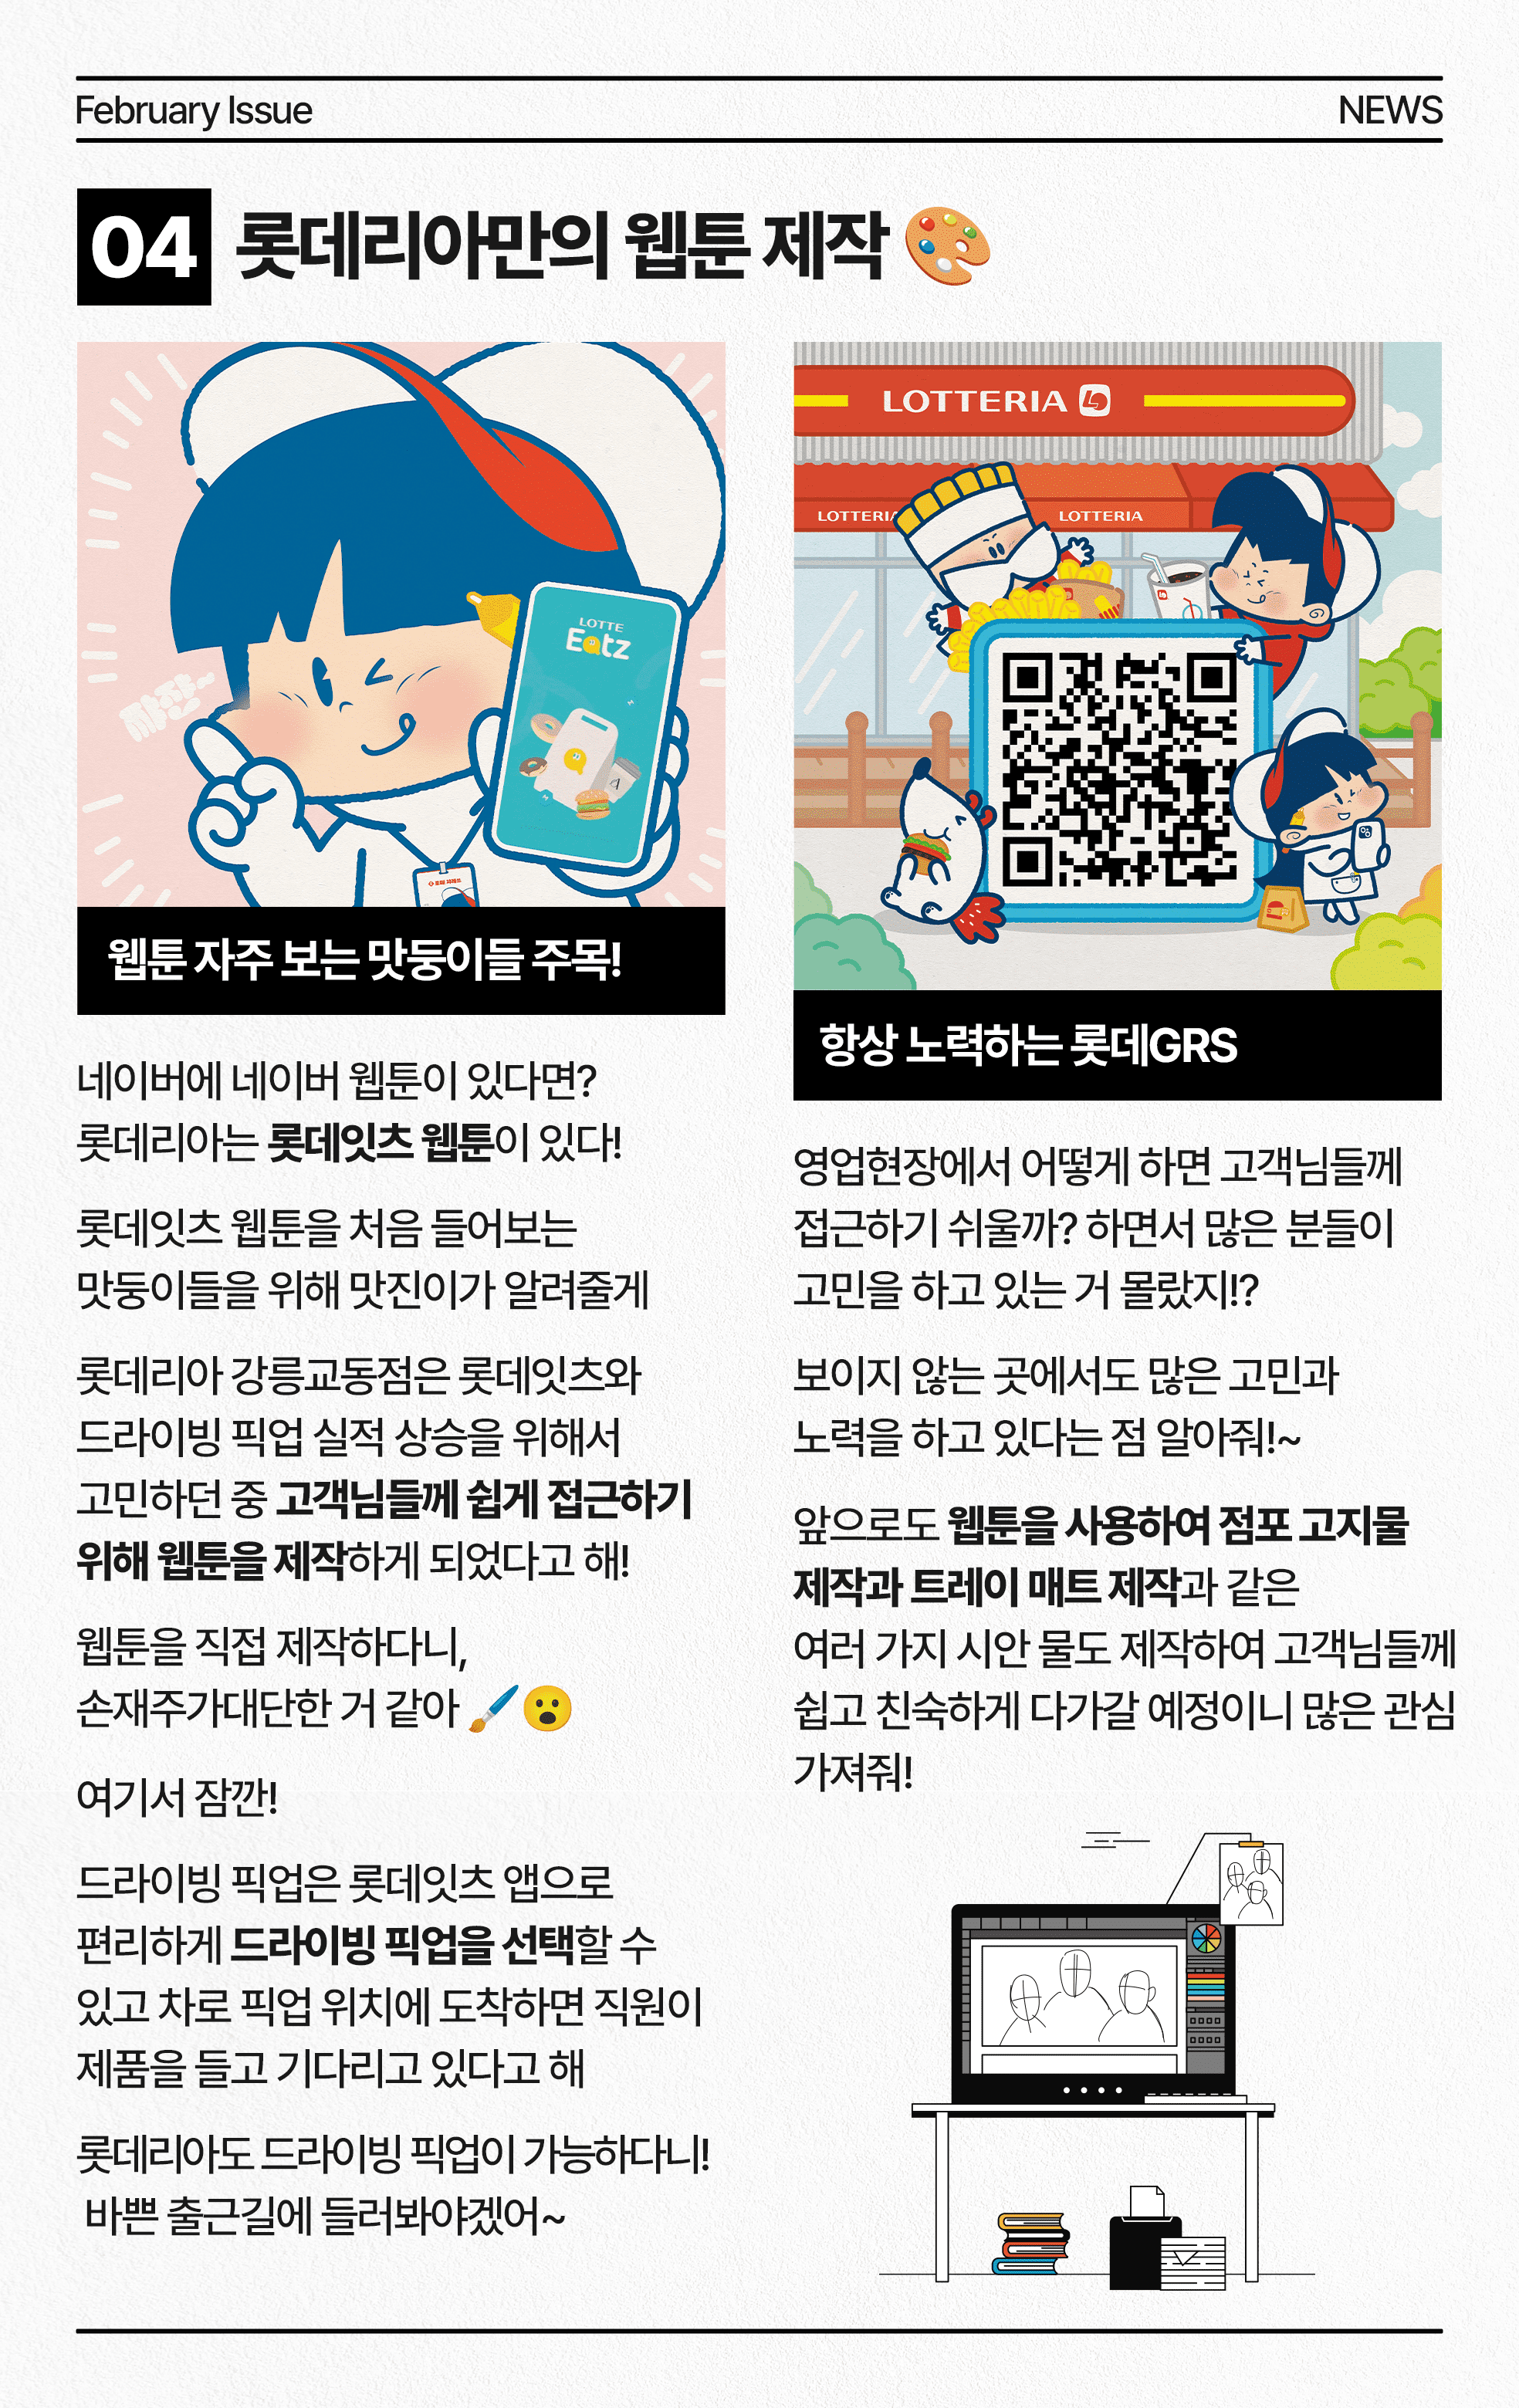 February Issue
NEWS
04 롯데리아만의 웹툰 제작 🎨
짜잔~
LOTTE
Eatz
A
웹툰 자주 보는 맛둥이들 주목!
네이버에 네이버 웹툰이 있다면?
롯데리아는 롯데잇츠 웹툰이 있다!
롯데잇츠 웹툰을 처음 들어보는
맛둥이들을 위해 맛진이가 알려줄게
롯데리아 강릉교동점은 롯데잇츠와
드라이빙 픽업 실적 상승을 위해서
고민하던 중 고객님들께 쉽게 접근하기
위해 웹툰을 제작하게 되었다고 해!
웹툰을 직접 제작하다니,
손재주가대단한 거 같아 🖌️😮
여기서 잠깐!
드라이빙 픽업은 롯데잇츠 앱으로
편리하게 드라이빙 픽업을 선택할 수
있고 차로 픽업 위치에 도착하면 직원이
제품을 들고 기다리고 있다고 해
롯데리아도 드라이빙 픽업이 가능하다니!
바쁜 출근길에 들러봐야겠어~
LOTTERIA
LOTTERIA
LOTTERIA
항상 노력하는 롯데GRS
영업현장에서 어떻게 하면 고객님들께
접근하기 쉬울까? 하면서 많은 분들이
고민을 하고 있는 거 몰랐지!?
보이지 않는 곳에서도 많은 고민과
노력을 하고 있다는 점 알아줘!~
앞으로도 웹툰을 사용하여 점포 고지물
제작과 트레이 매트 제작과 같은
여러 가지 시안 물도 제작하여 고객님들께
쉽고 친숙하게 다가갈 예정이니 많은 관심
가져줘!